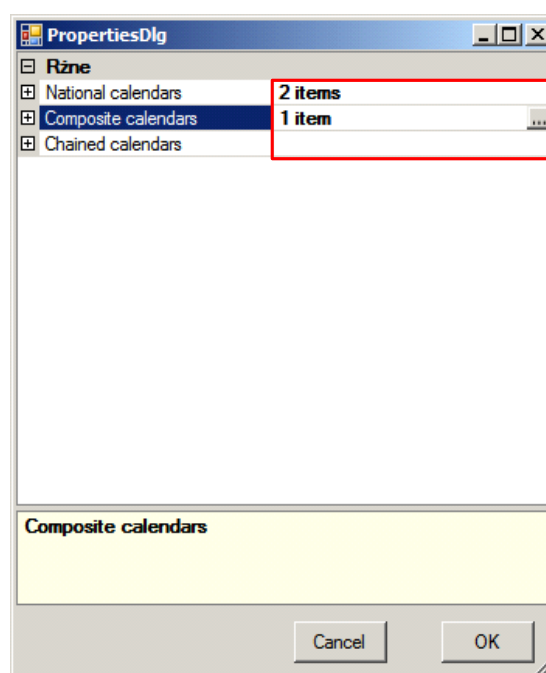 PropertiesDlg
Rżne
National calendars 2 items
Composite calendars 1 item ...
Chained calendars
Composite calendars
Cancel OK